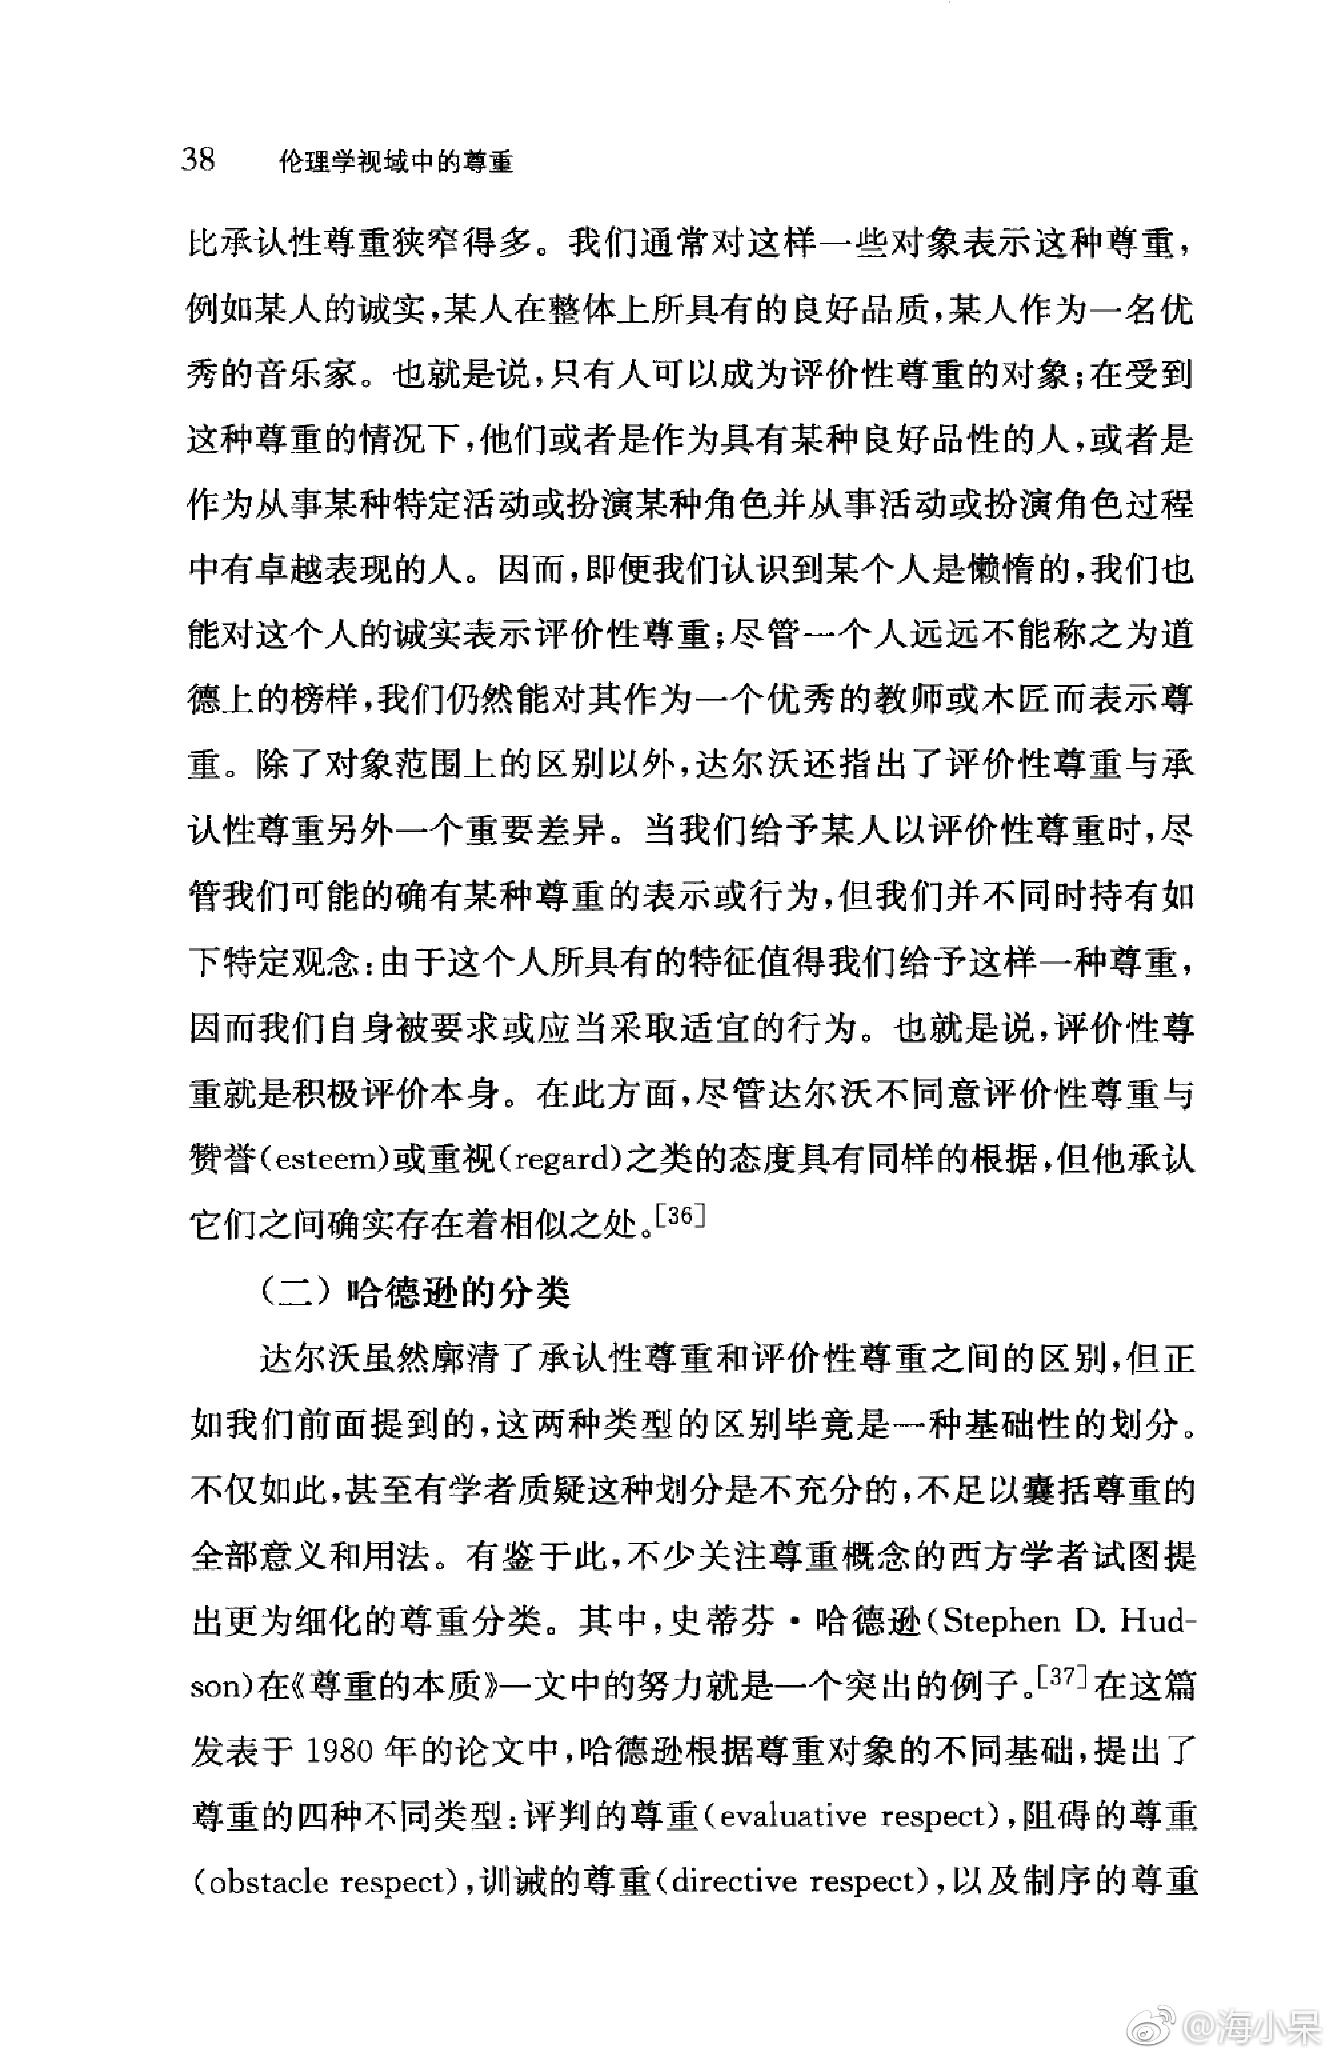 38 伦理学视域中的尊重
比承认性尊重狭窄得多。我们通常对这样一些对象表示这种尊重，
例如某人的诚实，某人在整体上所具有的良好品质，某人作为一名优
秀的音乐家。也就是说，只有人可以成为评价性尊重的对象；在受到
这种尊重的情况下，他们或者是作为具有某种良好品性的人，或者是
作为从事某种特定活动或扮演某种角色并从事活动或扮演角色过程
中有卓越表现的人。因而，即便我们认识到某个人是懒惰的，我们也
能对这个人的诚实表示评价性尊重；尽管一个人远远不能称之为道
德上的榜样，我们仍然能对其作为一个优秀的教师或木匠而表示尊
重。除了对象范围上的区别以外，达尔沃还指出了评价性尊重与承
认性尊重另外一个重要差异。当我们给予某人以评价性尊重时，尽
管我们可能的确有某种尊重的表示或行为，但我们并不同时持有如
下特定观念：由于这个人所具有的特征值得我们给予这样一种尊重，
因而我们自身被要求或应当采取适宜的行为。也就是说，评价性尊
重就是积极评价本身。在此方面，尽管达尔沃不同意评价性尊重与
赞誉(esteem)或重视(regard)之类的态度具有同样的根据，但他承认
它们之间确实存在着相似之处。[36]
（二）哈德逊的分类
达尔沃虽然廓清了承认性尊重和评价性尊重之间的区别，但正
如我们前面提到的，这两种类型的区别毕竟是一种基础性的划分。
不仅如此，甚至有学者质疑这种划分是不充分的，不足以囊括尊重的
全部意义和用法。有鉴于此，不少关注尊重概念的西方学者试图提
出更为细化的尊重分类。其中，史蒂芬·哈德逊(Stephen D. Hud-
son)在《尊重的本质》一文中的努力就是一个突出的例子。[37]在这篇
发表于 1980 年的论文中，哈德逊根据尊重对象的不同基础，提出了
尊重的四种不同类型：评判的尊重(evaluative respect)，阻碍的尊重
(obstacle respect)，训诫的尊重(directive respect)，以及制序的尊重
@海小呆